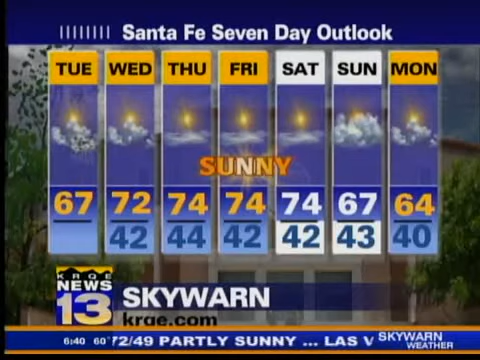 Santa Fe Seven Day Outlook
TUE WED THU FRI SAT SUN MON
SUNNY
67 72 74 74 74 67 64
42 44 42 42 43 40
KRQE
NEWS
13
SKYWARN
krqe.com
6:40 60° 72/49 PARTLY SUNNY ... LAS V
SKYWARN
WEATHER